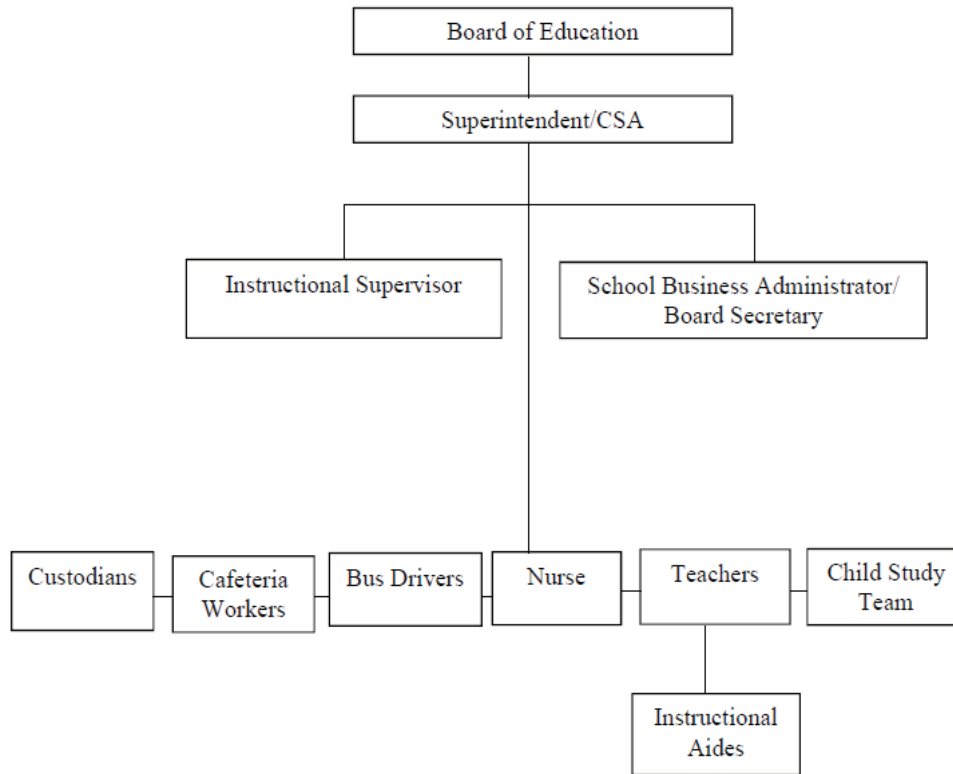 Board of Education
Superintendent/CSA
Instructional Supervisor
School Business Administrator/
Board Secretary
Custodians
Cafeteria
Workers
Bus Drivers
Nurse
Teachers
Child Study
Team
Instructional
Aides